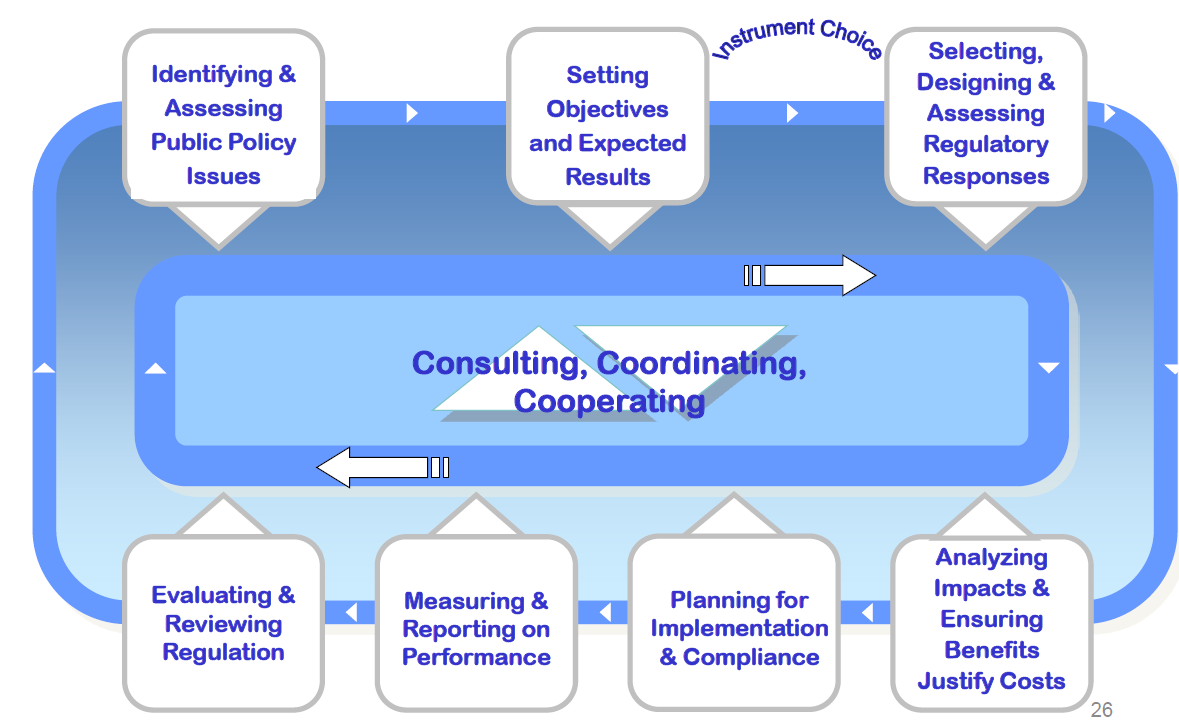 Identifying &
Assessing
Public Policy
Issues
Setting
Objectives
and Expected
Results
Instrument Choice
Selecting,
Designing &
Assessing
Regulatory
Responses
Consulting, Coordinating,
Cooperating
Evaluating &
Reviewing
Regulation
Measuring &
Reporting on
Performance
Planning for
Implementation
& Compliance
Analyzing
Impacts &
Ensuring
Benefits
Justify Costs
26